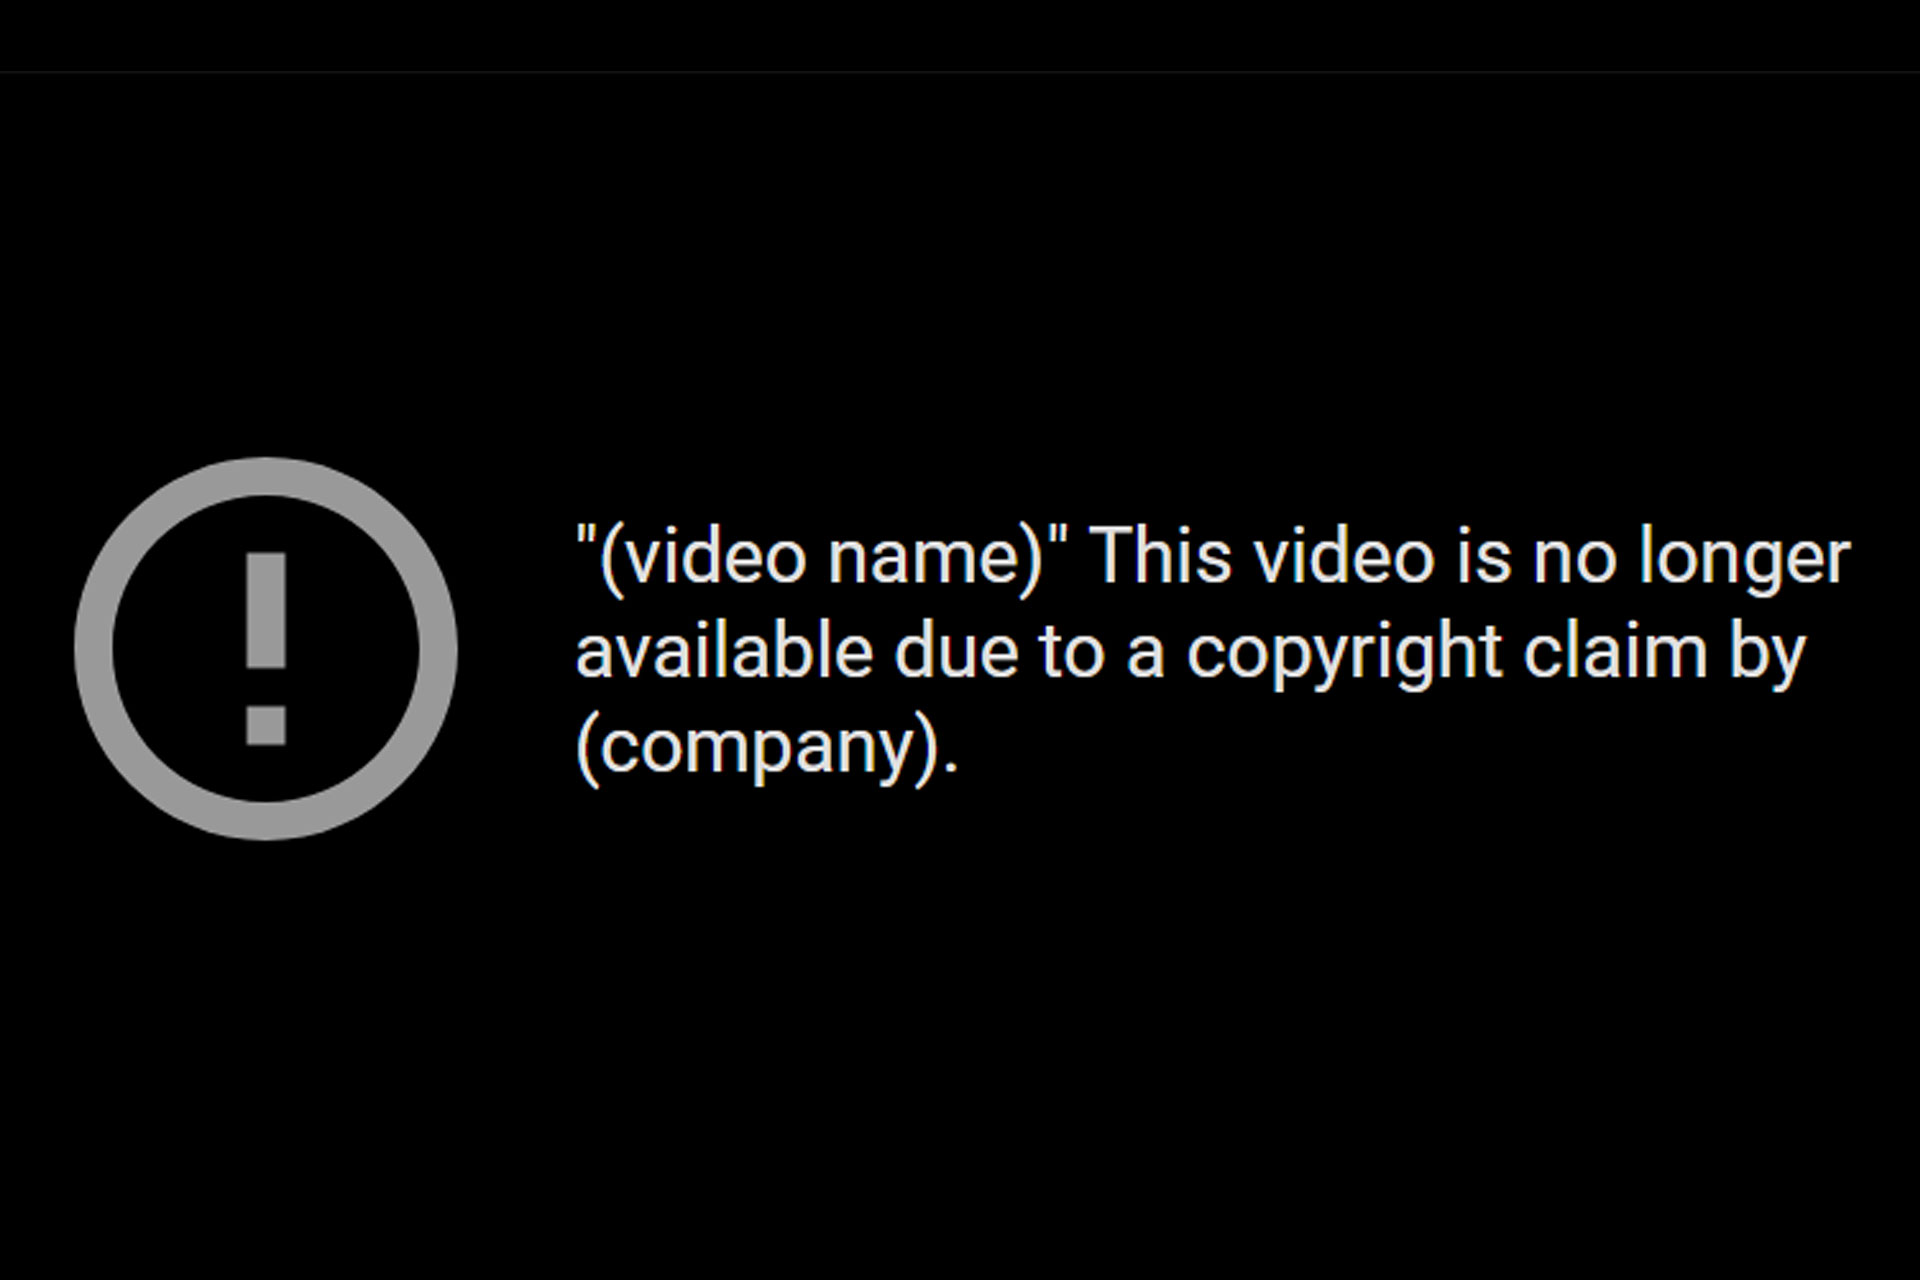 "(video name)" This video is no longer
available due to a copyright claim by
(company).